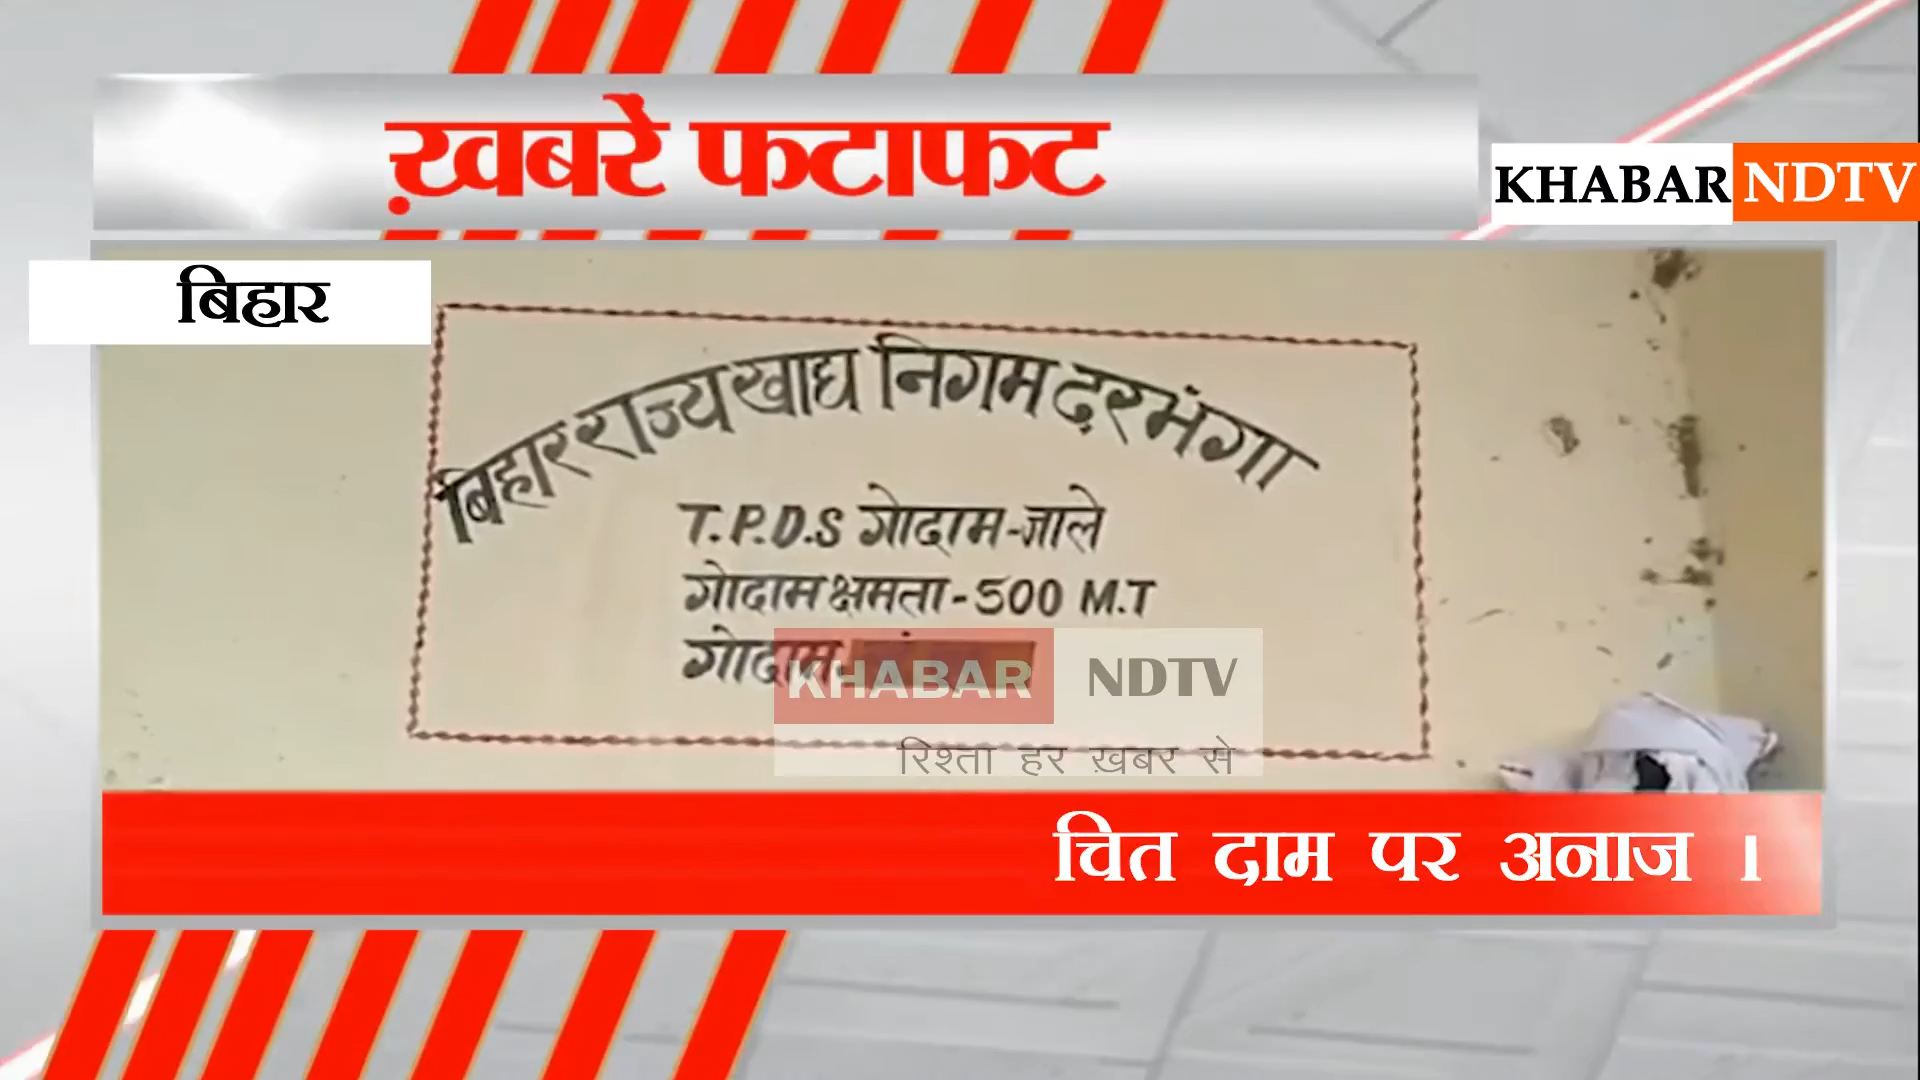 ख़बरें फटाफट
KHABAR NDTV
बिहार
बिहार राज्य खाद्य निगम दरभंगा
T.P.D.S गोदाम-जाले
गोदाम क्षमता-500 M.T
गोदाम-
KHABAR NDTV
रिश्ता हर ख़बर से
चित दाम पर अनाज ।